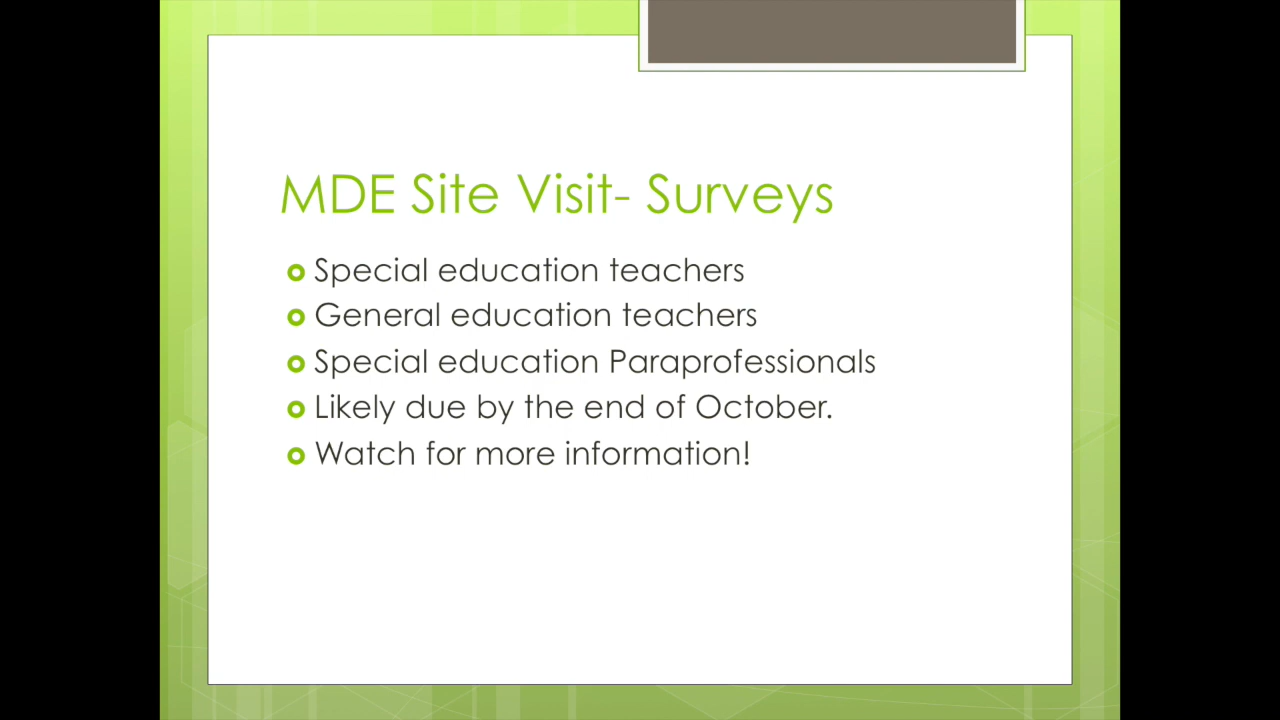 MDE Site Visit- Surveys
Special education teachers
General education teachers
Special education Paraprofessionals
Likely due by the end of October.
Watch for more information!